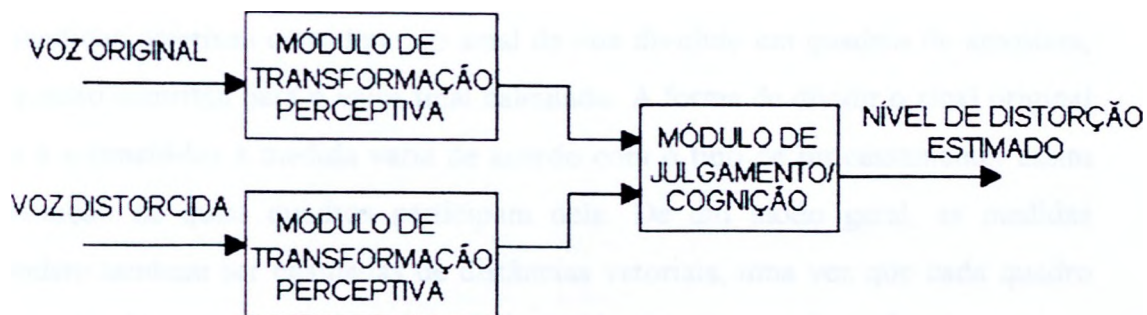 VOZ ORIGINAL
MÓDULO DE
TRANSFORMAÇÃO
PERCEPTIVA
VOZ DISTORCIDA
MÓDULO DE
TRANSFORMAÇÃO
PERCEPTIVA
MÓDULO DE
JULGAMENTO/
COGNIÇÃO
NÍVEL DE DISTORÇÃO
ESTIMADO